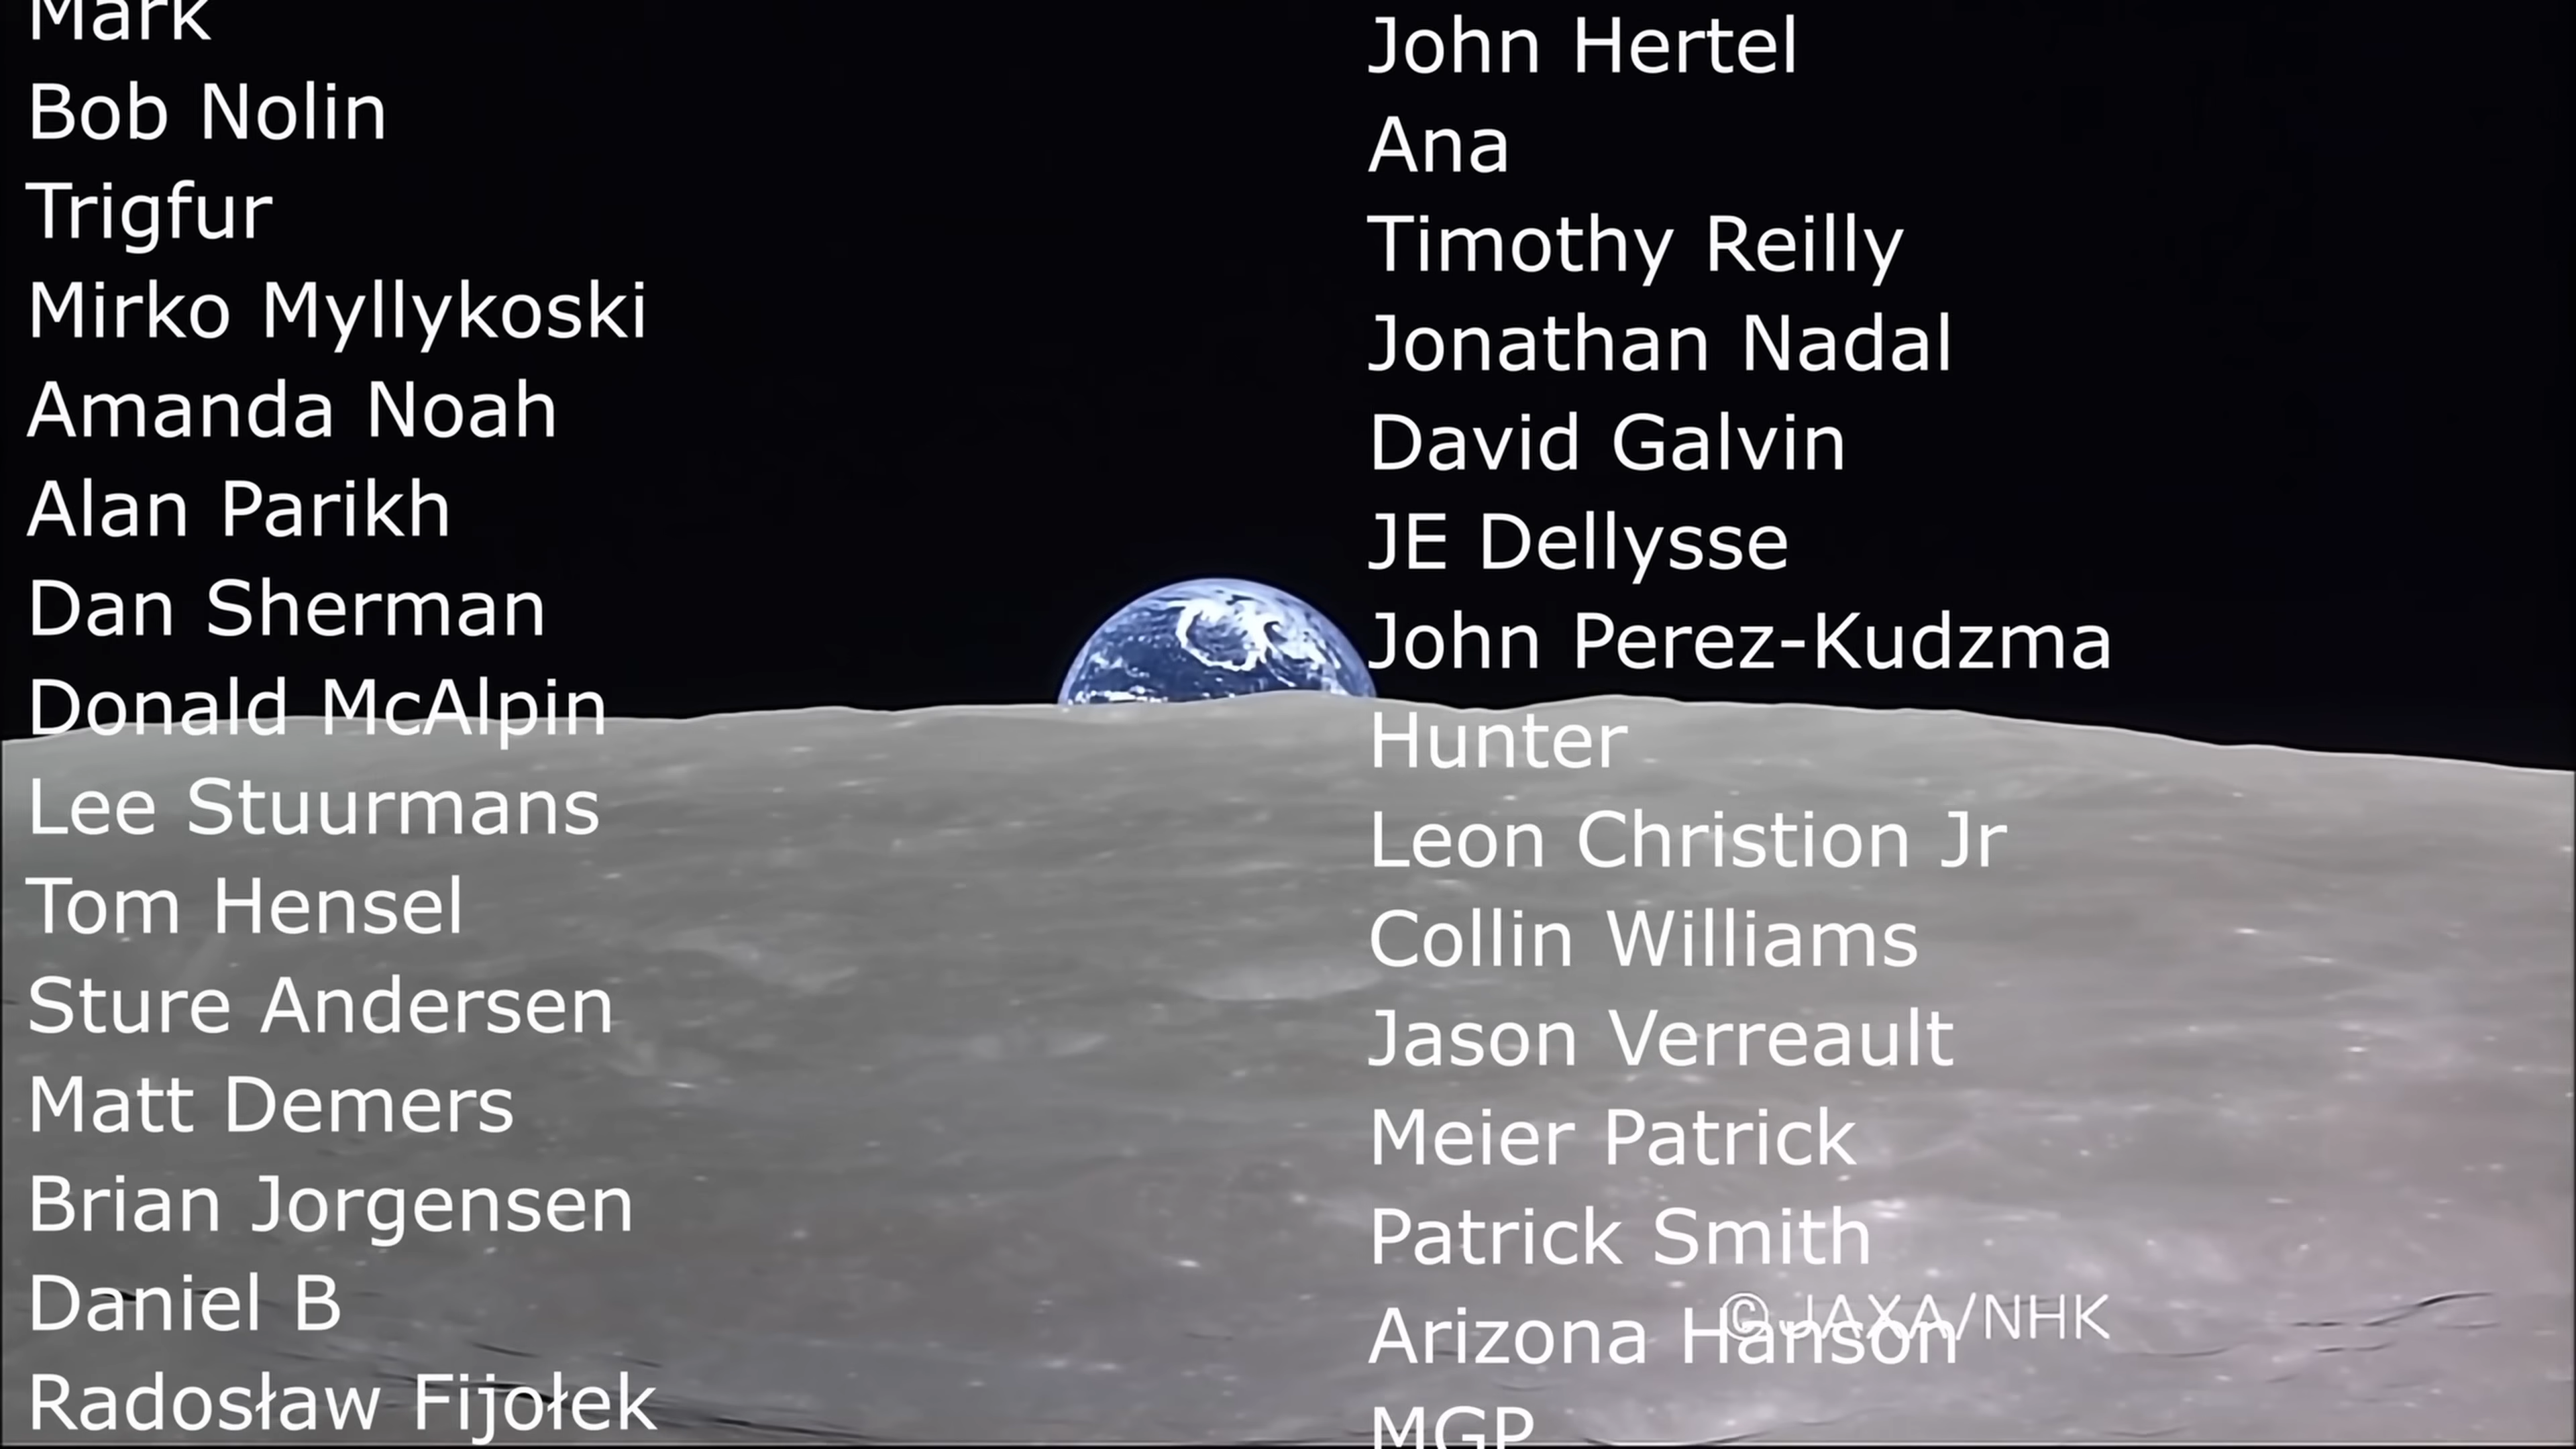 Mark
Bob Nolin
Trigfur
Mirko Myllykoski
Amanda Noah
Alan Parikh
Dan Sherman
Donald McAlpin
Lee Stuurmans
Tom Hensel
Sture Andersen
Matt Demers
Brian Jorgensen
Daniel B
Radosław Fijołek
John Hertel
Ana
Timothy Reilly
Jonathan Nadal
David Galvin
JE Dellysse
John Perez-Kudzma
Hunter
Leon Christion Jr
Collin Williams
Jason Verreault
Meier Patrick
Patrick Smith
Arizona Hanson
MGP
© JAXA/NHK